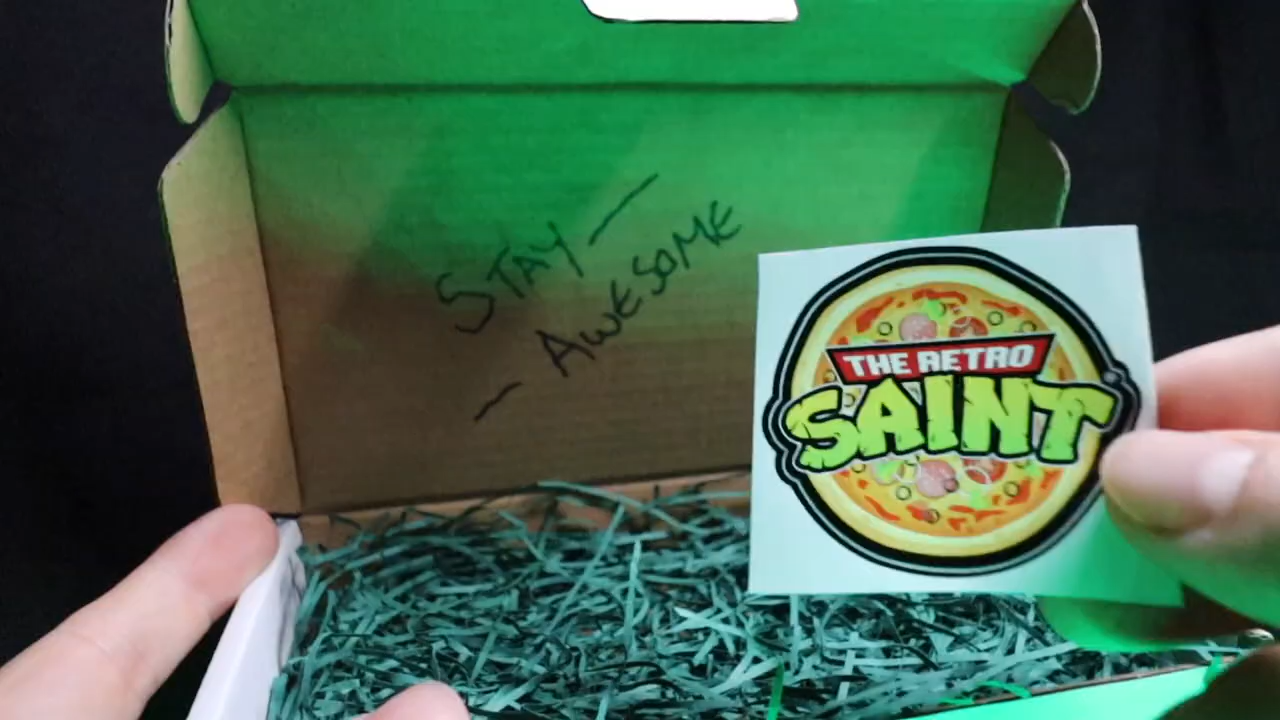 STAY —
— AWESOME
THE RETRO
SAINT